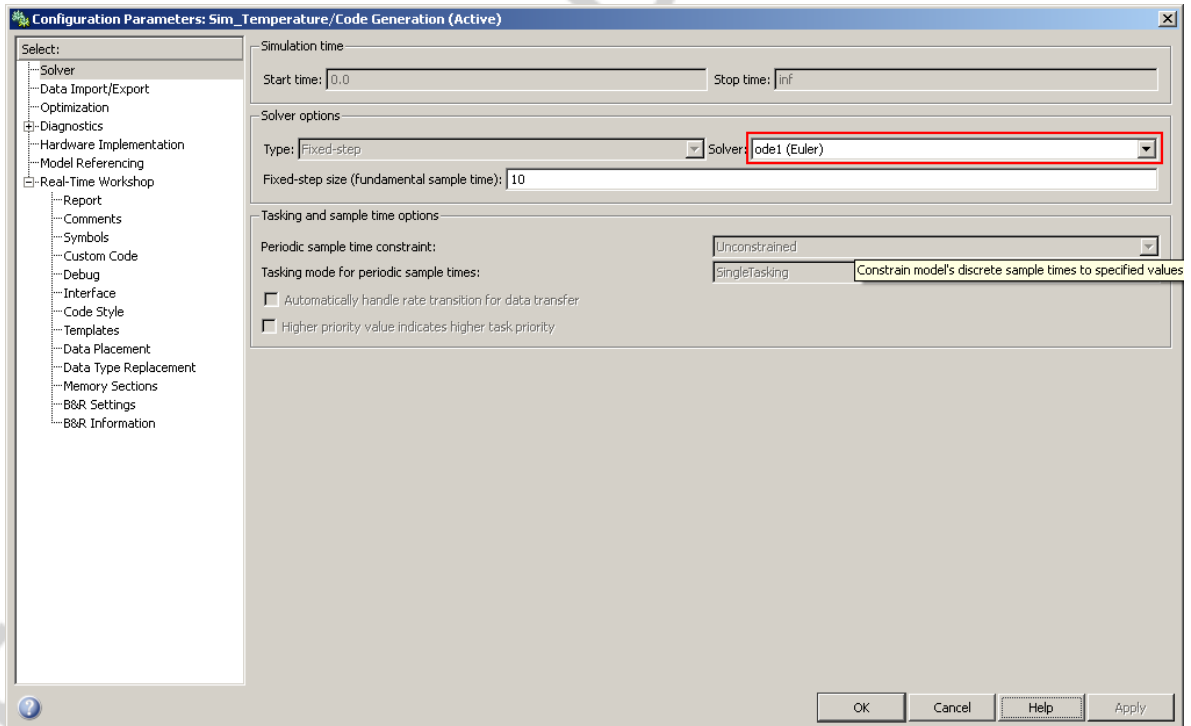 Configuration Parameters: Sim_Temperature/Code Generation (Active)
Select:
Solver
Data Import/Export
Optimization
Diagnostics
Hardware Implementation
Model Referencing
Real-Time Workshop
Report
Comments
Symbols
Custom Code
Debug
Interface
Code Style
Templates
Data Placement
Data Type Replacement
Memory Sections
B&R Settings
B&R Information
Simulation time
Start time: 0.0 Stop time: inf
Solver options
Type: Fixed-step Solver: ode1 (Euler)
Fixed-step size (fundamental sample time): 10
Tasking and sample time options
Periodic sample time constraint: Unconstrained
Tasking mode for periodic sample times: SingleTasking
Constrain model's discrete sample times to specified values
Automatically handle rate transition for data transfer
Higher priority value indicates higher task priority
OK Cancel Help Apply